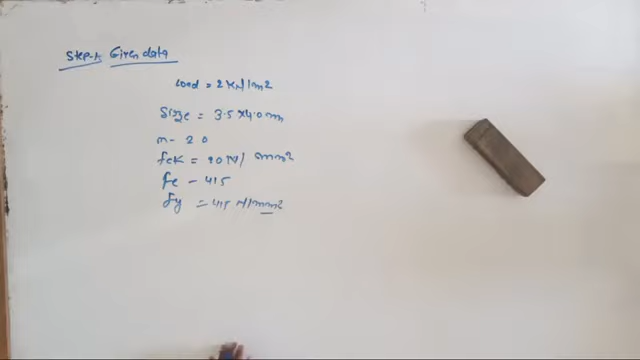 Step-1 Given data
Load = 2 KN/m2
Size = 3.5 x 4.0 m
m - 20
fck = 20 N/mm2
fe - 415
fy = 415 N/mm2